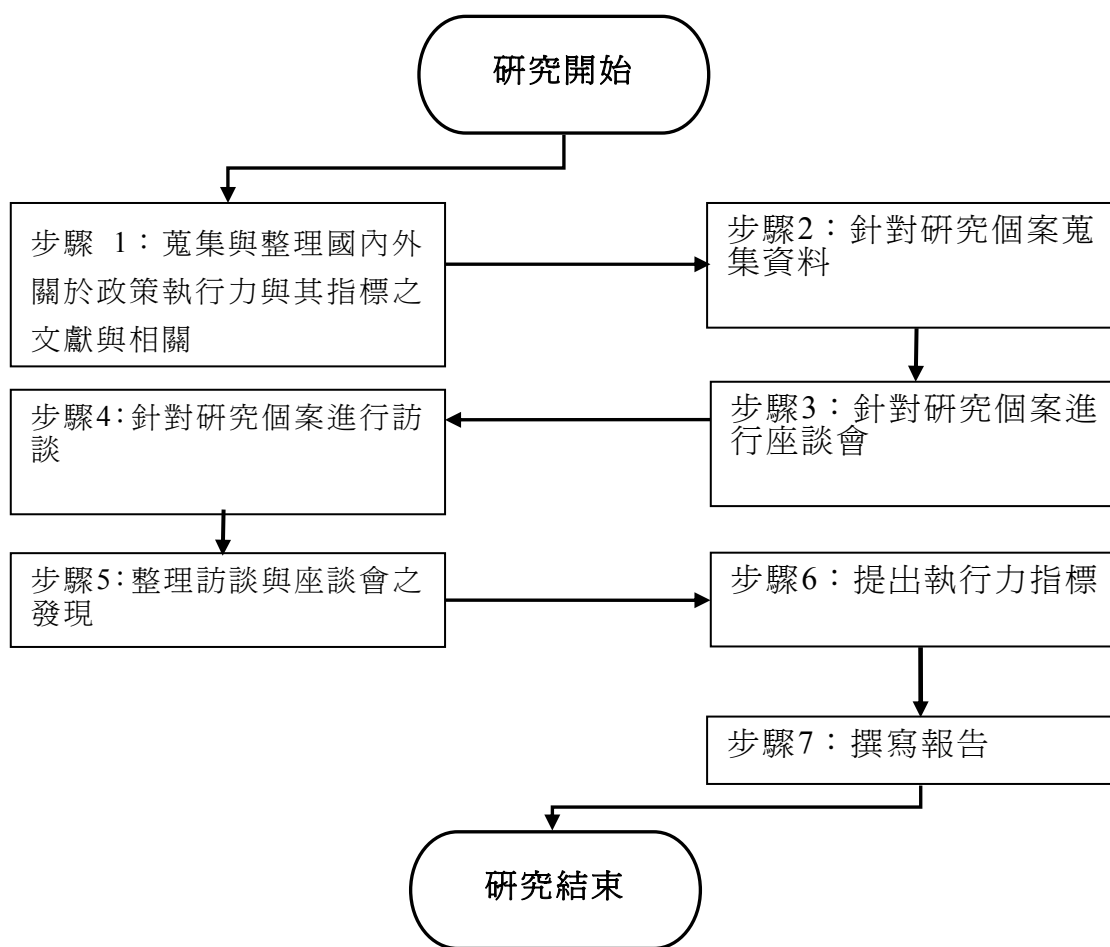 研究開始
步驟 1：蒐集與整理國內外
關於政策執行力與其指標之
文獻與相關
步驟2：針對研究個案蒐
集資料
步驟3：針對研究個案進
行座談會
步驟4：針對研究個案進行訪
談
步驟5：整理訪談與座談會之
發現
步驟6：提出執行力指標
步驟7：撰寫報告
研究結束